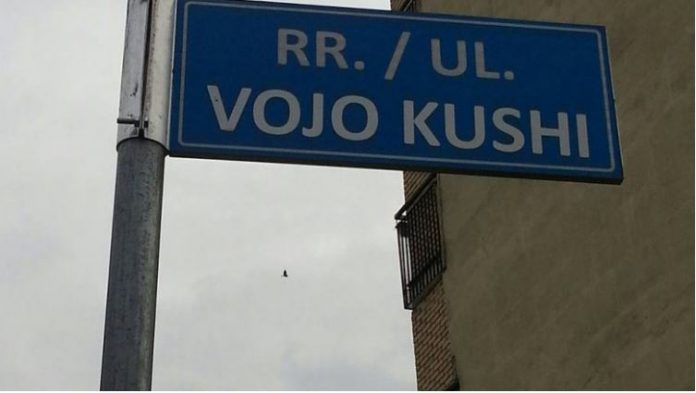 RR. / UL.
VOJO KUSHI